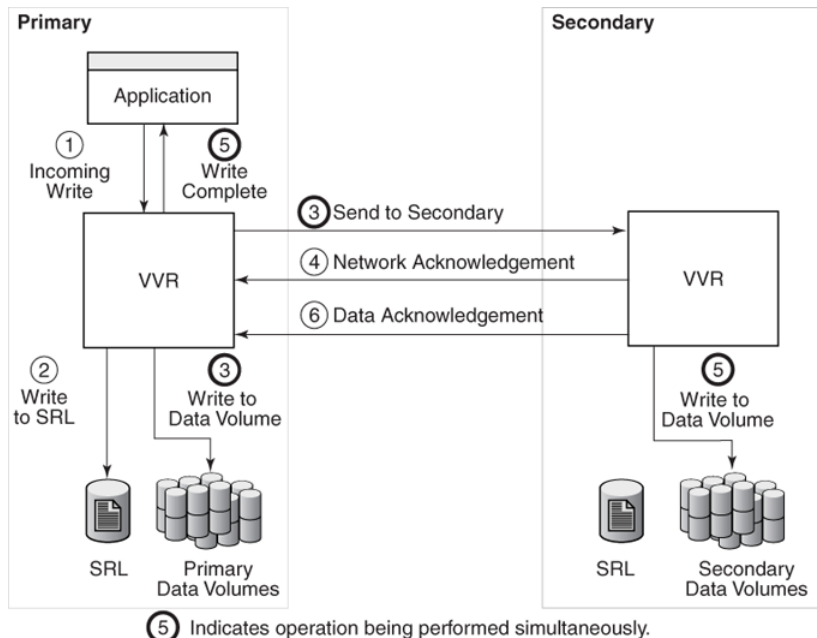 Primary
Secondary
Application
1
Incoming
Write
5
Write
Complete
3 Send to Secondary
4 Network Acknowledgement
6 Data Acknowledgement
VVR
VVR
2
Write
to SRL
3
Write to
Data Volume
5
Write to
Data Volume
SRL
Primary
Data Volumes
SRL
Secondary
Data Volumes
5 Indicates operation being performed simultaneously.